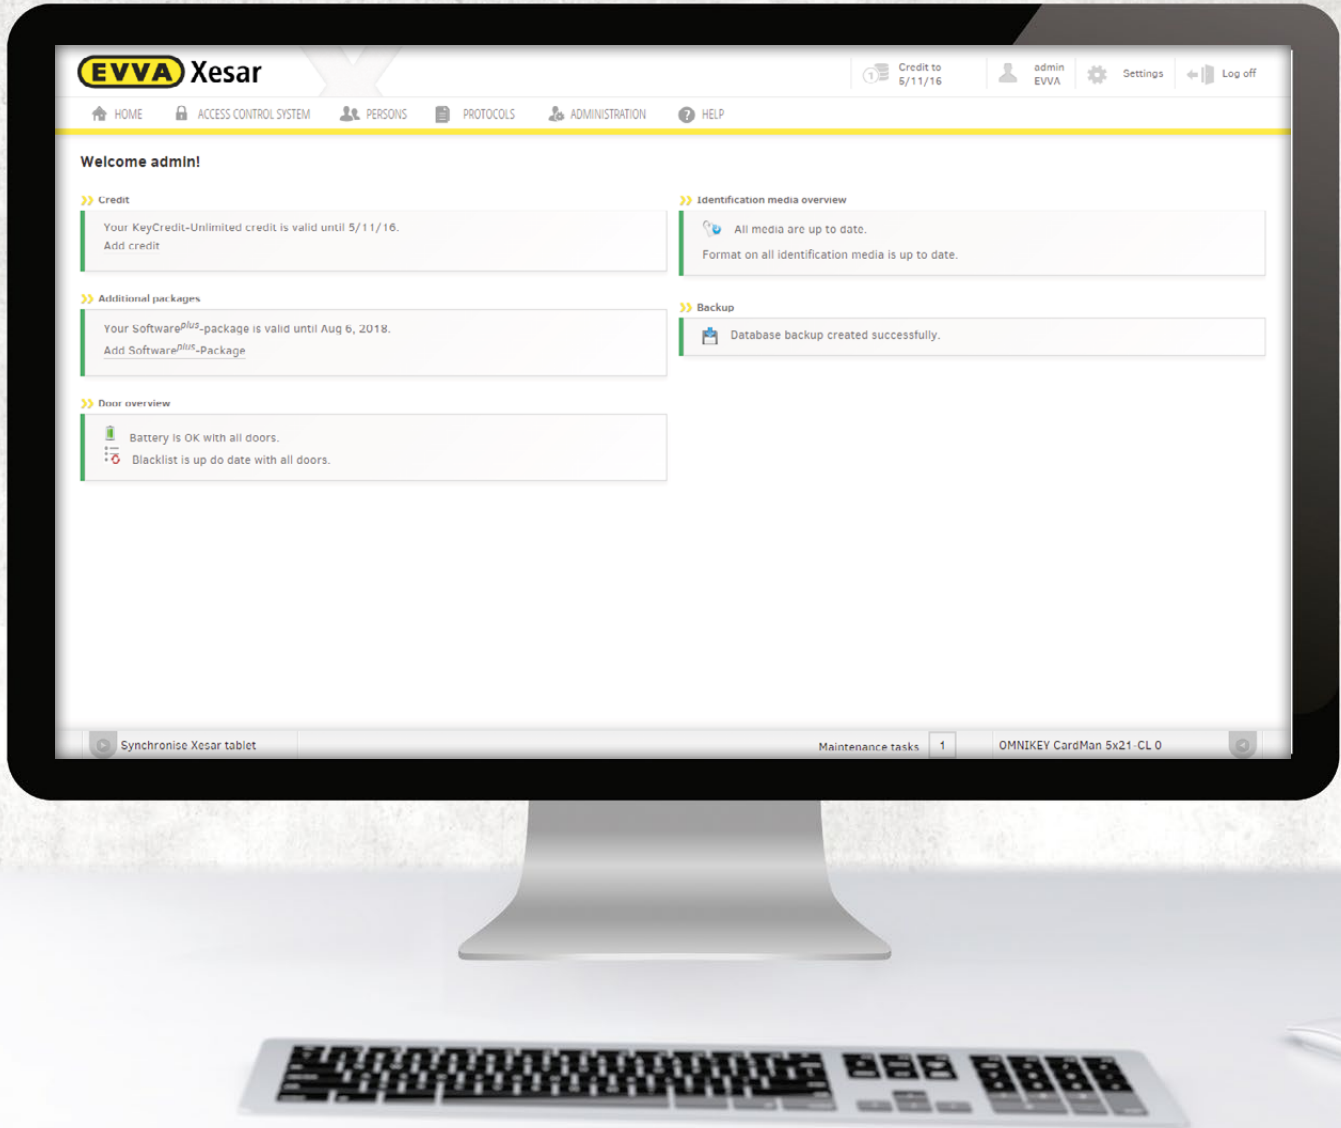 EVVA Xesar
Credit to
5/11/16
admin
EVVA
Settings
Log off
HOME
ACCESS CONTROL SYSTEM
PERSONS
PROTOCOLS
ADMINISTRATION
HELP
Welcome admin!
Credit
Your KeyCredit-Unlimited credit is valid until 5/11/16.
Add credit
Additional packages
Your Softwareplus-package is valid until Aug 6, 2018.
Add Softwareplus-Package
Door overview
Battery is OK with all doors.
Blacklist is up do date with all doors.
Identification media overview
All media are up to date.
Format on all identification media is up to date.
Backup
Database backup created successfully.
Synchronise Xesar tablet
Maintenance tasks 1
OMNIKEY CardMan 5x21-CL 0